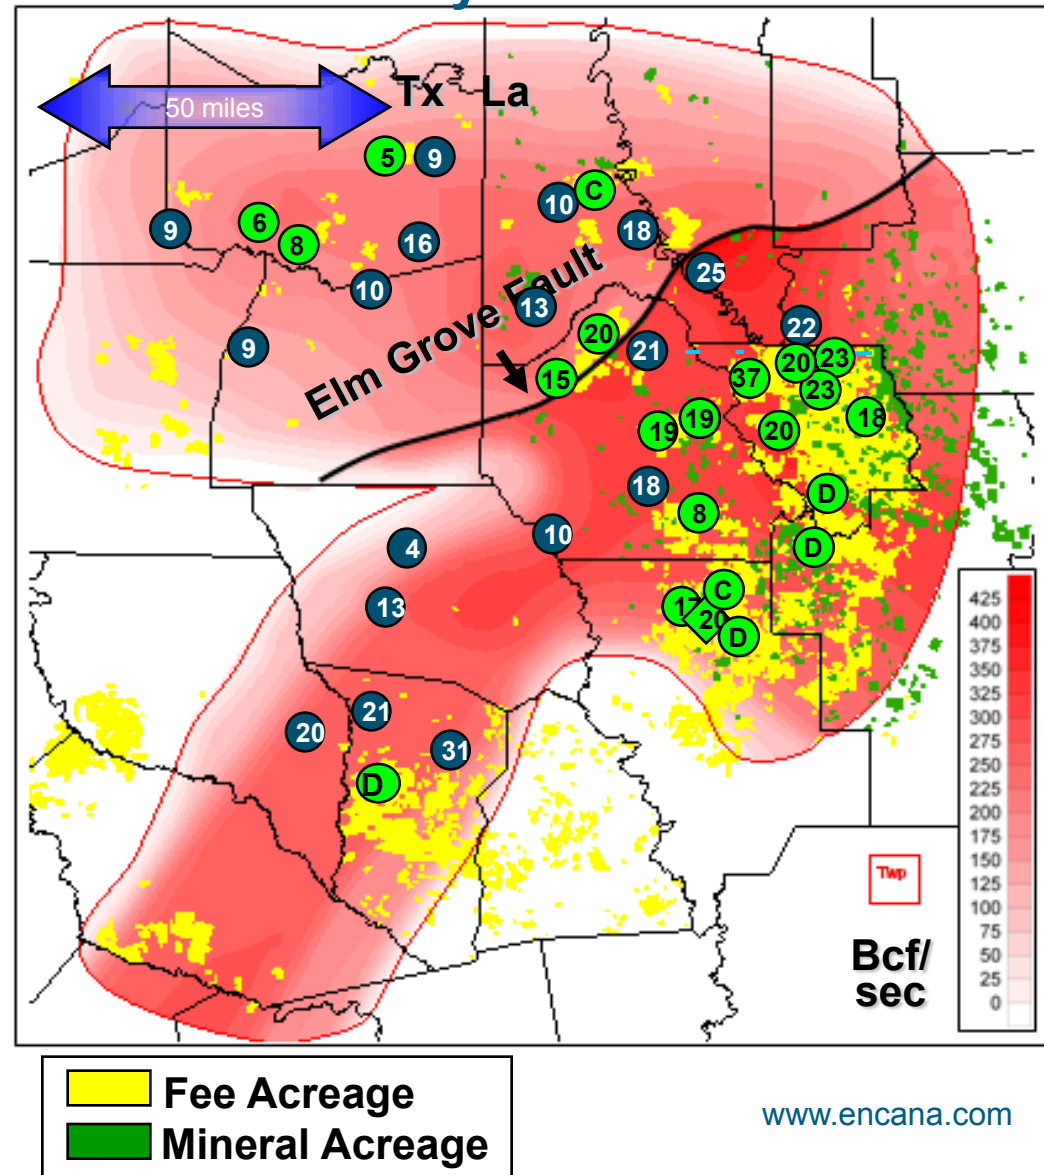 50 miles
Tx La
5 9
10 C
9 6 8 16 18
10 25
13
Elm Grove Fault
9 20 21 22
15 37 20 23
23
19 19 20 18
18 8 D
4 10 D
13 17 20 C
D
20 21 31
D
425
400
375
350
325
300
275
250
225
200
175
150
125
100
75
50
25
0
Twp
Bcf/
sec
Fee Acreage
Mineral Acreage
www.encana.com